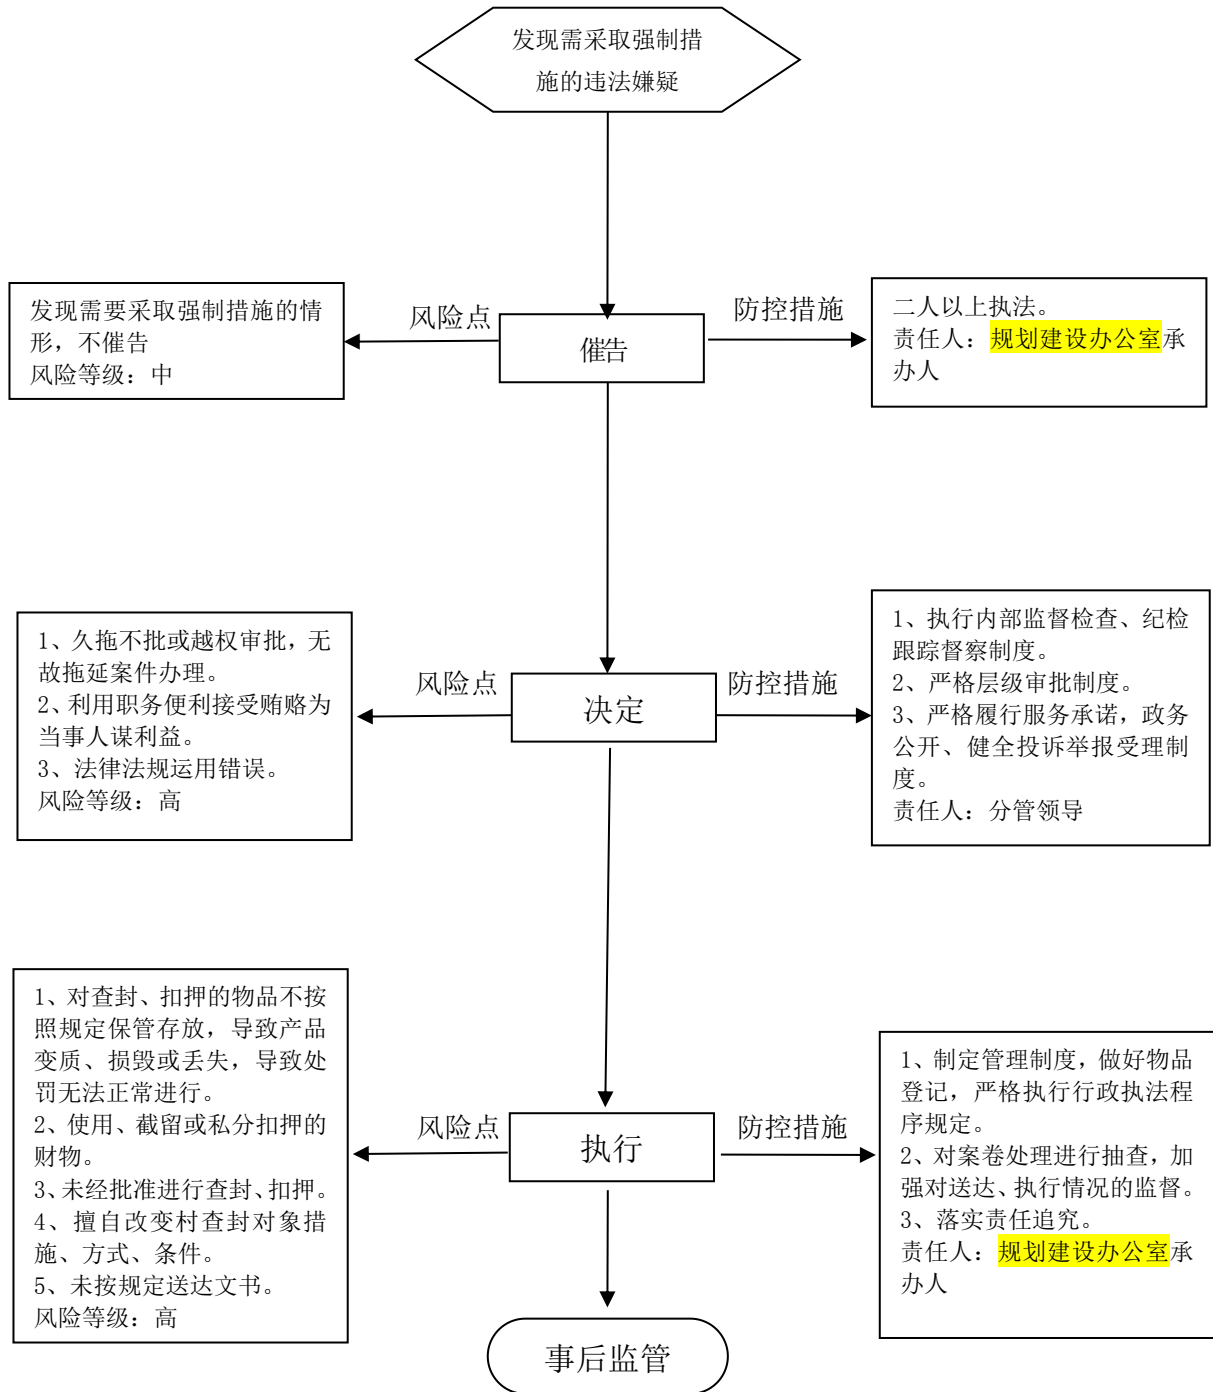 发现需采取强制措
施的违法嫌疑
发现需要采取强制措施的情
形，不催告
风险等级：中
风险点
催告
防控措施
二人以上执法。
责任人：规划建设办公室承
办人
1、久拖不批或越权审批，无
故拖延案件办理。
2、利用职务便利接受贿赂为
当事人谋利益。
3、法律法规运用错误。
风险等级：高
风险点
决定
防控措施
1、执行内部监督检查、纪检
跟踪督察制度。
2、严格层级审批制度。
3、严格履行服务承诺，政务
公开、健全投诉举报受理制
度。
责任人：分管领导
1、对查封、扣押的物品不按
照规定保管存放，导致产品
变质、损毁或丢失，导致处
罚无法正常进行。
2、使用、截留或私分扣押的
财物。
3、未经批准进行查封、扣押。
4、擅自改变村查封对象措
施、方式、条件。
5、未按规定送达文书。
风险等级：高
风险点
执行
防控措施
1、制定管理制度，做好物品
登记，严格执行行政执法程
序规定。
2、对案卷处理进行抽查，加
强对送达、执行情况的监督。
3、落实责任追究。
责任人：规划建设办公室承
办人
事后监管